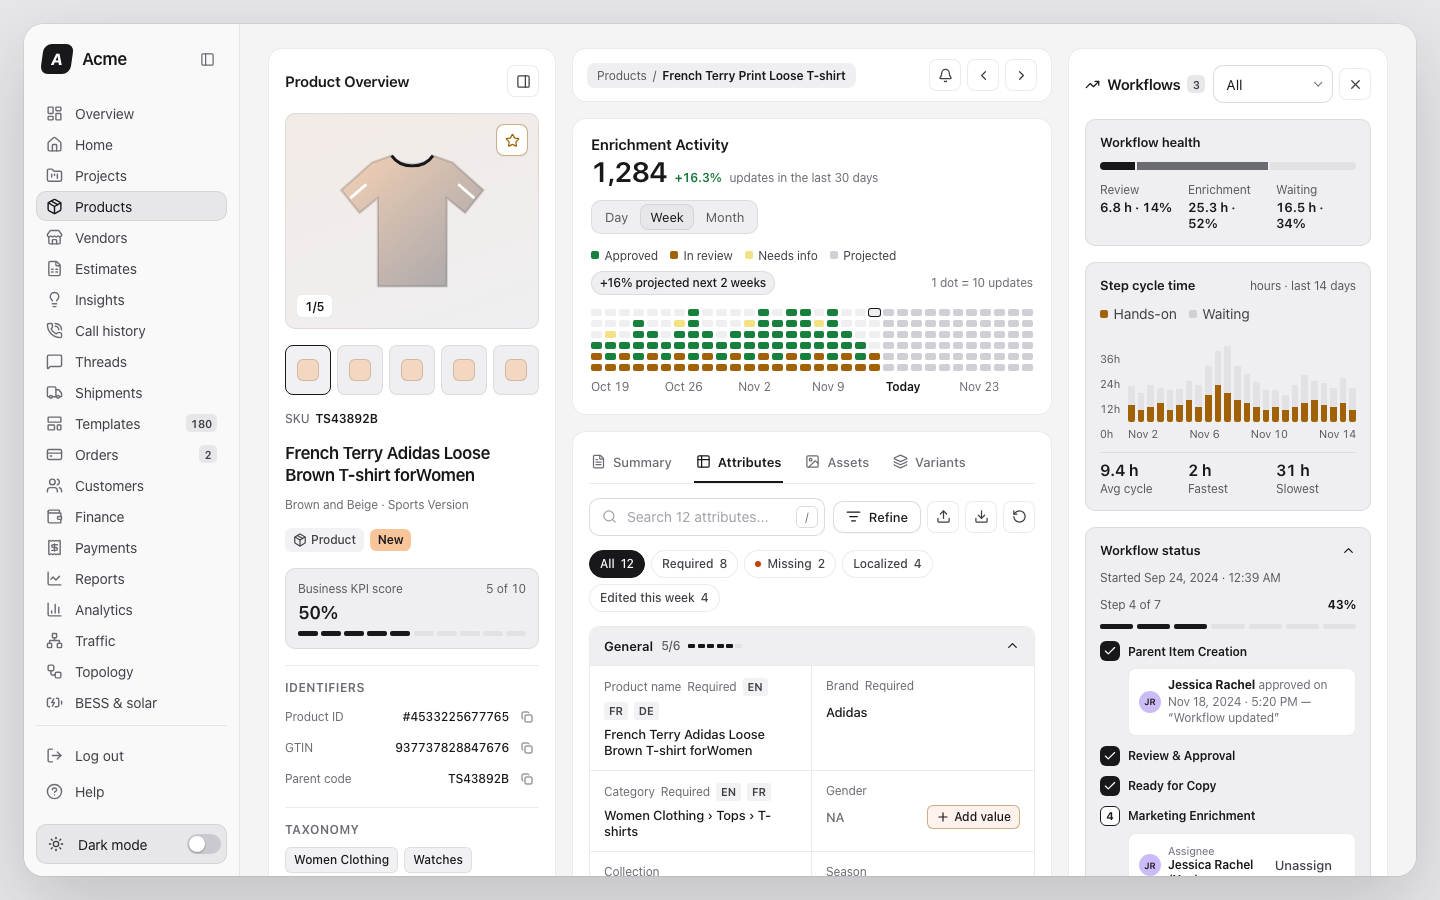 A Acme
Overview
Home
Projects
Products
Vendors
Estimates
Insights
Call history
Threads
Shipments
Templates 180
Orders 2
Customers
Finance
Payments
Reports
Analytics
Traffic
Topology
BESS & solar
Log out
Help
Dark mode
Product Overview
1/5
SKU TS43892B
French Terry Adidas Loose
Brown T-shirt forWomen
Brown and Beige · Sports Version
Product New
Business KPI score 5 of 10
50%
IDENTIFIERS
Product ID #4533225677765
GTIN 937737828847676
Parent code TS43892B
TAXONOMY
Women Clothing Watches
Products / French Terry Print Loose T-shirt
Enrichment Activity
1,284 +16.3% updates in the last 30 days
Day Week Month
Approved In review Needs info Projected
+16% projected next 2 weeks 1 dot = 10 updates
Oct 19 Oct 26 Nov 2 Nov 9 Today Nov 23
Summary Attributes Assets Variants
Search 12 attributes... / Refine
All 12 Required 8 Missing 2 Localized 4
Edited this week 4
General 5/6
Product name Required EN
FR DE
French Terry Adidas Loose
Brown T-shirt forWomen
Brand Required
Adidas
Category Required EN FR
Women Clothing › Tops › T-
shirts
Gender
NA Add value
Collection
Season
Workflows 3 All
Workflow health
Review Enrichment Waiting
6.8 h · 14% 25.3 h · 16.5 h ·
52% 34%
Step cycle time hours · last 14 days
Hands-on Waiting
36h
24h
12h
0h Nov 2 Nov 6 Nov 10 Nov 14
9.4 h 2 h 31 h
Avg cycle Fastest Slowest
Workflow status
Started Sep 24, 2024 · 12:39 AM
Step 4 of 7 43%
Parent Item Creation
JR Jessica Rachel approved on
Nov 18, 2024 · 5:20 PM —
“Workflow updated”
Review & Approval
Ready for Copy
4 Marketing Enrichment
Assignee
JR Jessica Rachel Unassign